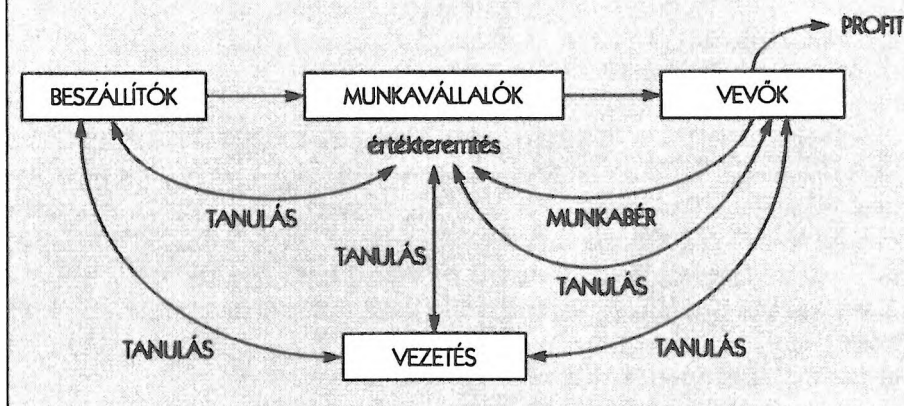 PROFIT
BESZÁLLÍTÓK
MUNKAVÁLLALÓK
VEVŐK
értékteremtés
TANULÁS
MUNKABÉR
TANULÁS
TANULÁS
TANULÁS
TANULÁS
VEZETÉS